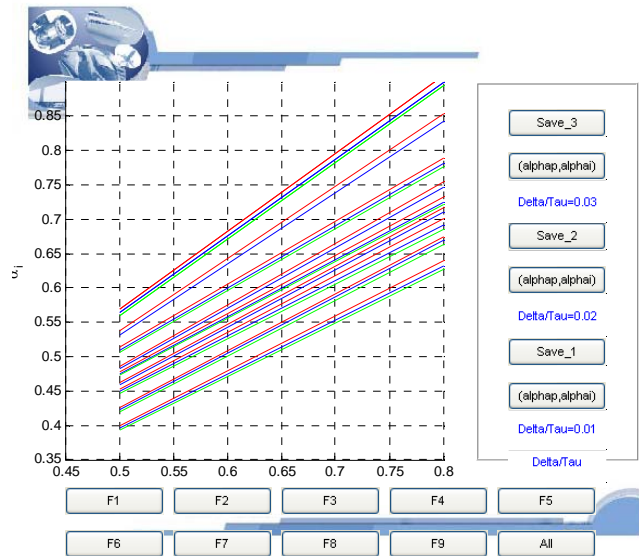 0.85
0.8
0.75
0.7
0.65
αi
0.6
0.55
0.5
0.45
0.4
0.35
0.45 0.5 0.55 0.6 0.65 0.7 0.75 0.8
Save_3
(alphap,alphai)
Delta/Tau=0.03
Save_2
(alphap,alphai)
Delta/Tau=0.02
Save_1
(alphap,alphai)
Delta/Tau=0.01
Delta/Tau
F1 F2 F3 F4 F5
F6 F7 F8 F9 All